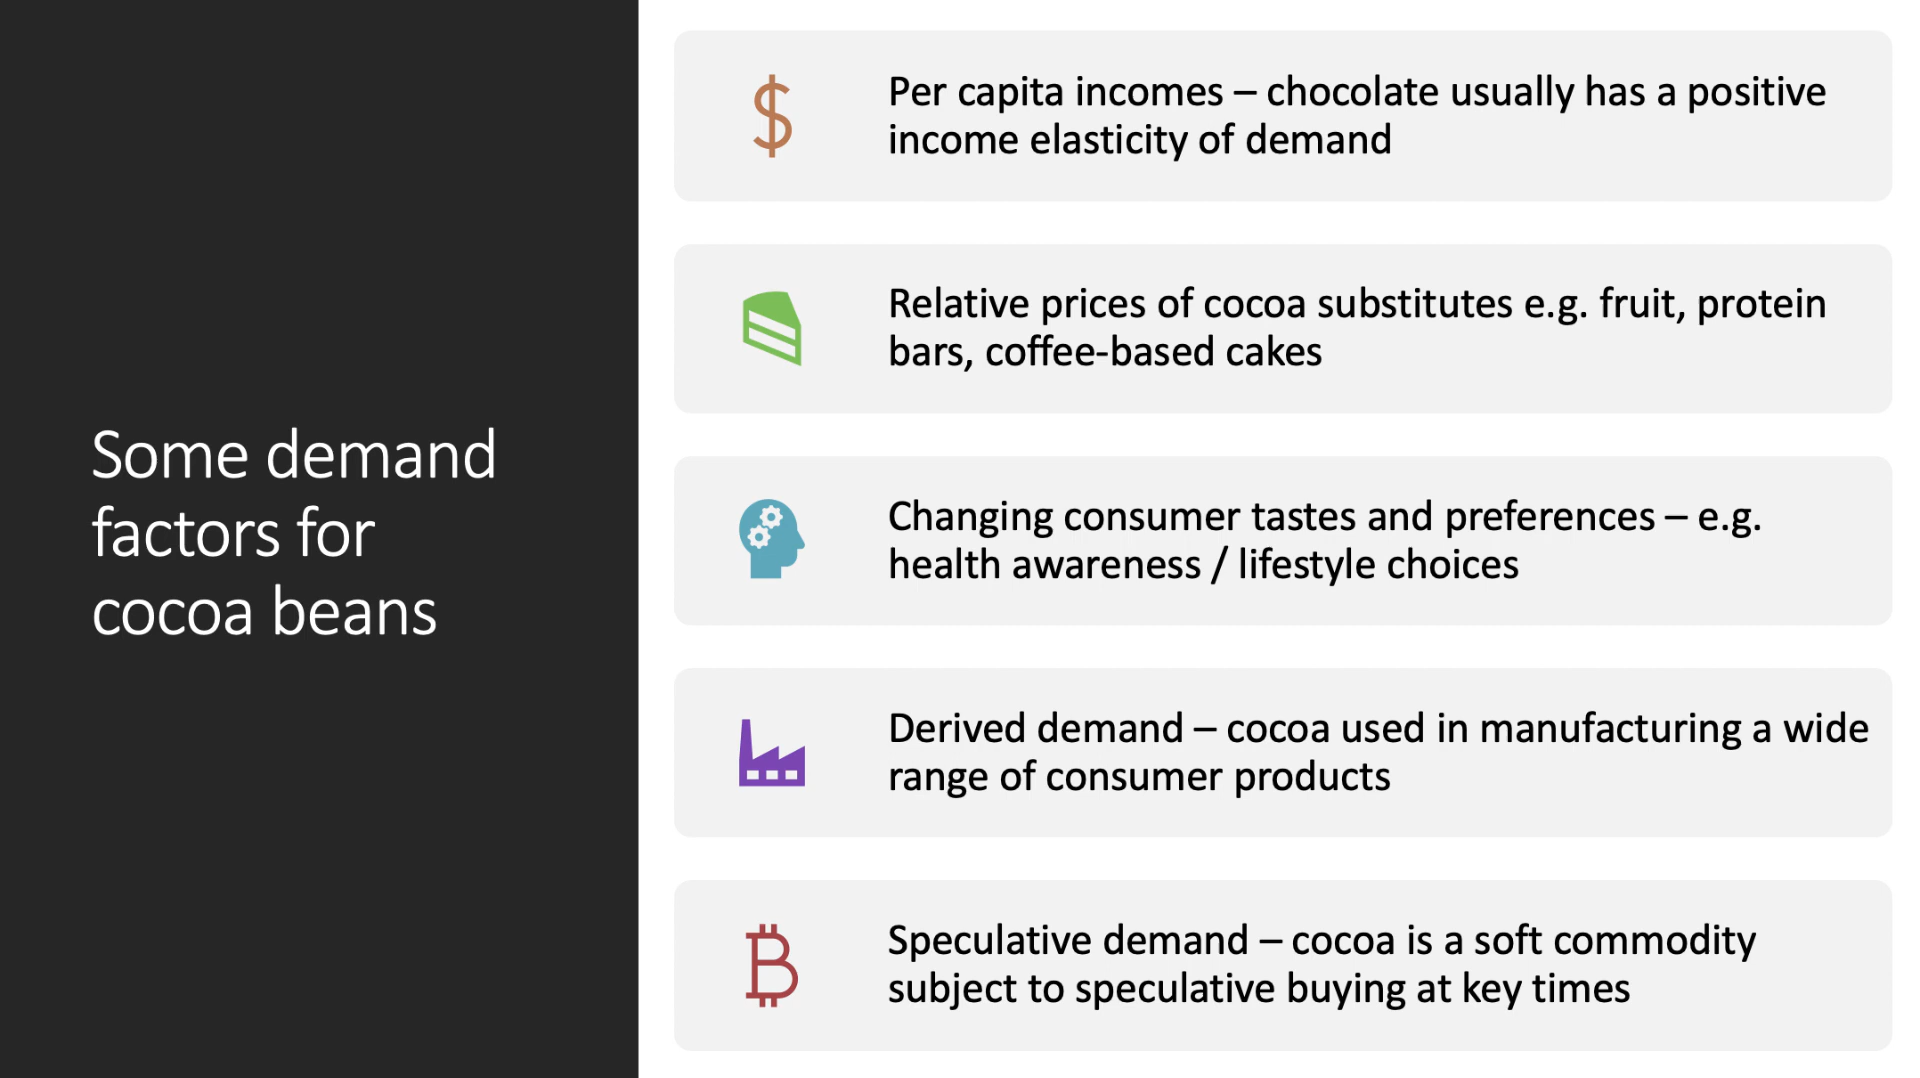 Some demand
factors for
cocoa beans
Per capita incomes – chocolate usually has a positive
income elasticity of demand
Relative prices of cocoa substitutes e.g. fruit, protein
bars, coffee-based cakes
Changing consumer tastes and preferences – e.g.
health awareness / lifestyle choices
Derived demand – cocoa used in manufacturing a wide
range of consumer products
Speculative demand – cocoa is a soft commodity
subject to speculative buying at key times